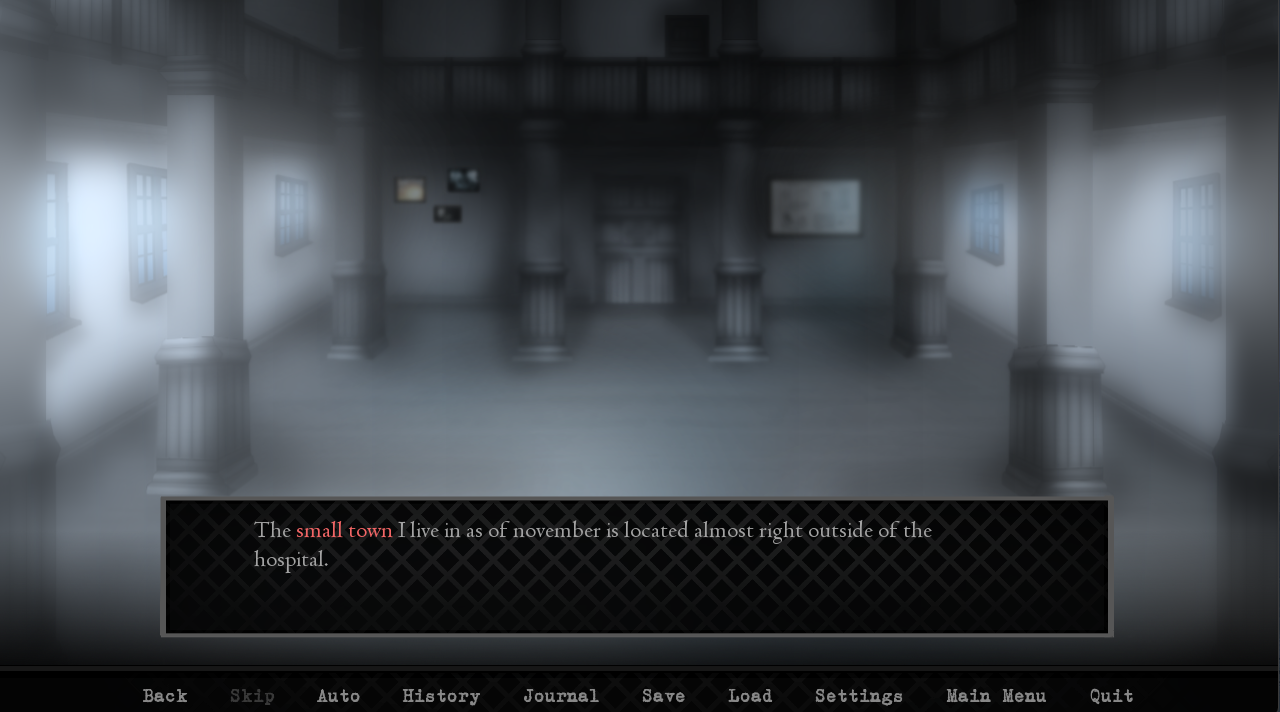 The small town I live in as of november is located almost right outside of the
hospital.
Back Skip Auto History Journal Save Load Settings Main Menu Quit